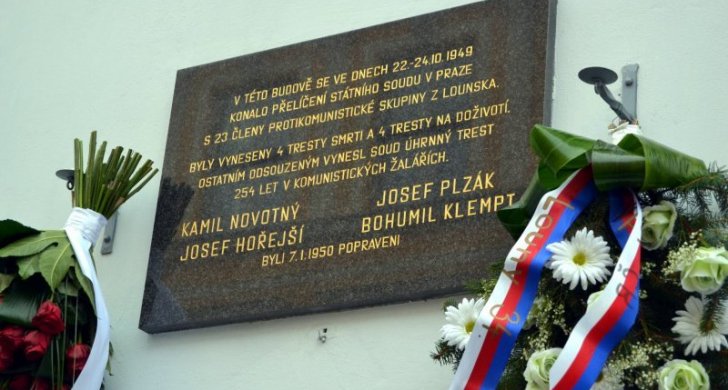 V TÉTO BUDOVĚ SE VE DNECH 22.-24.10.1949
KONALO PŘELÍČENÍ STÁTNÍHO SOUDU V PRAZE
S 23 ČLENY PROTIKOMUNISTICKÉ SKUPINY Z LOUNSKA.
BYLY VYNESENY 4 TRESTY SMRTI A 4 TRESTY NA DOŽIVOTÍ.
OSTATNÍM ODSOUZENÝM VYNESL SOUD ÚHRNNÝ TREST
254 LET V KOMUNISTICKÝCH ŽALÁŘÍCH.
KAMIL NOVOTNÝ JOSEF PLZÁK
JOSEF HOŘEJŠÍ BOHUMIL KLEMPT
BYLI 7.1.1950 POPRAVENI
Louny